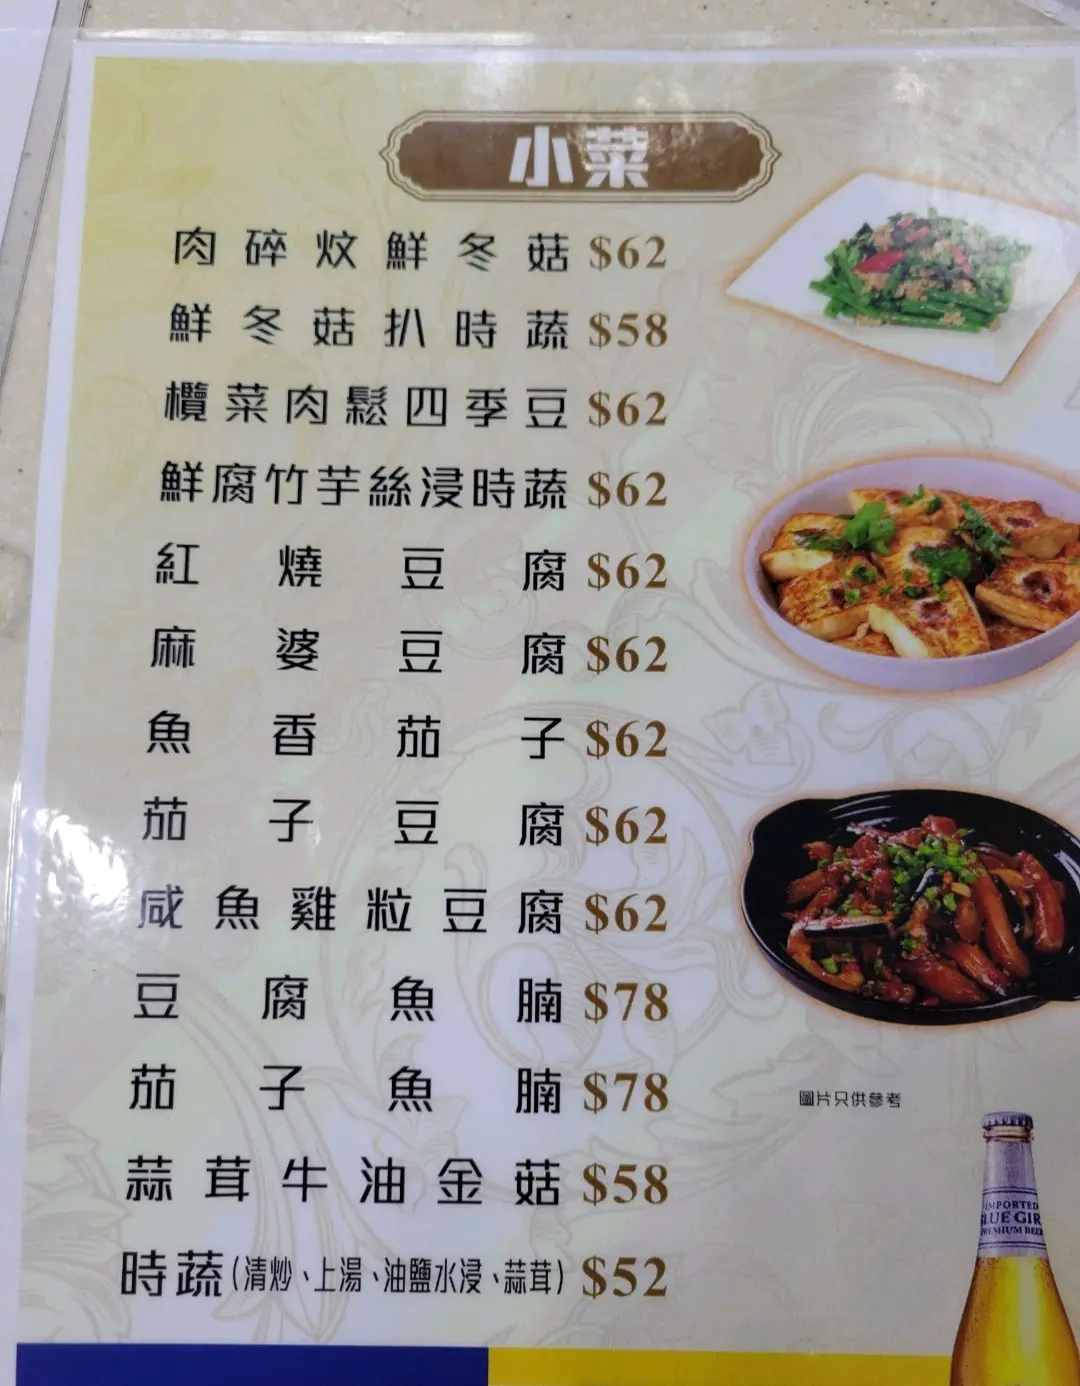 小菜
肉碎炆鮮冬菇 $62
鮮冬菇扒時蔬 $58
欖菜肉鬆四季豆 $62
鮮腐竹芋絲浸時蔬 $62
紅燒豆腐 $62
麻婆豆腐 $62
魚香茄子 $62
茄子豆腐 $62
咸魚雞粒豆腐 $62
豆腐魚腩 $78
茄子魚腩 $78
圖片只供參考
蒜茸牛油金菇 $58
時蔬(清炒、上湯、油鹽水浸、蒜茸) $52
IMPORTED
BLUE GIR
PREMIUM BEER